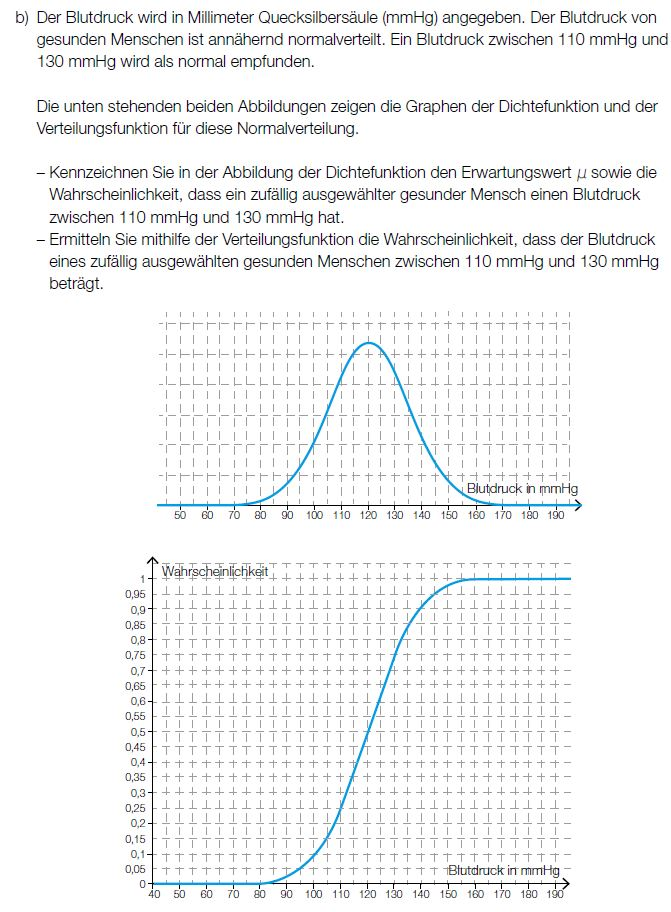 b) Der Blutdruck wird in Millimeter Quecksilbersäule (mmHg) angegeben. Der Blutdruck von
gesunden Menschen ist annähernd normalverteilt. Ein Blutdruck zwischen 110 mmHg und
130 mmHg wird als normal empfunden.
Die unten stehenden beiden Abbildungen zeigen die Graphen der Dichtefunktion und der
Verteilungsfunktion für diese Normalverteilung.
– Kennzeichnen Sie in der Abbildung der Dichtefunktion den Erwartungswert μ sowie die
Wahrscheinlichkeit, dass ein zufällig ausgewählter gesunder Mensch einen Blutdruck
zwischen 110 mmHg und 130 mmHg hat.
– Ermitteln Sie mithilfe der Verteilungsfunktion die Wahrscheinlichkeit, dass der Blutdruck
eines zufällig ausgewählten gesunden Menschen zwischen 110 mmHg und 130 mmHg
beträgt.
Blutdruck in mmHg
50 60 70 80 90 100 110 120 130 140 150 160 170 180 190
Wahrscheinlichkeit
1
0,95
0,9
0,85
0,8
0,75
0,7
0,65
0,6
0,55
0,5
0,45
0,4
0,35
0,3
0,25
0,2
0,15
0,1
0,05
0
Blutdruck in mmHg
40 50 60 70 80 90 100 110 120 130 140 150 160 170 180 190